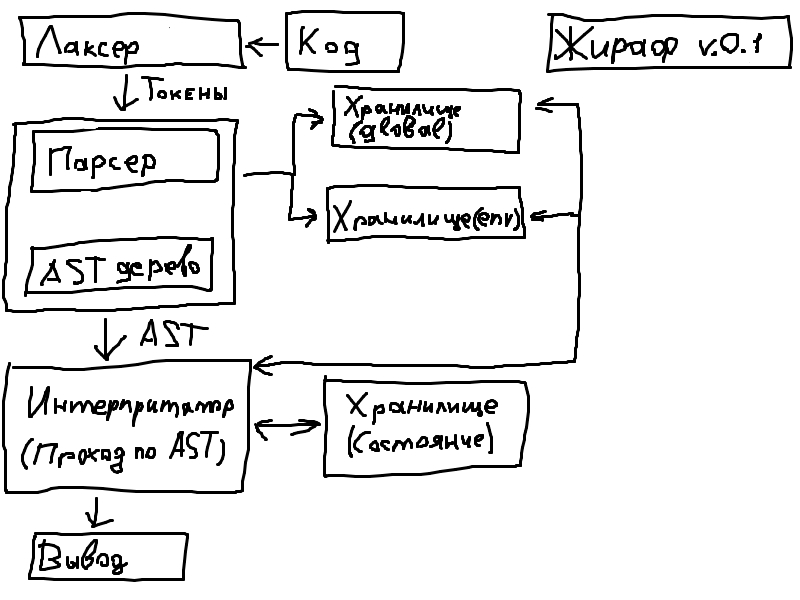 Лаксер
Код
Жираф v.0.1
Токены
Хранилище
(global)
Парсер
Хранилище(env)
AST дерево
AST
Интерпритатор
(Проход по AST)
Хранилище
(Состояние)
Вывод